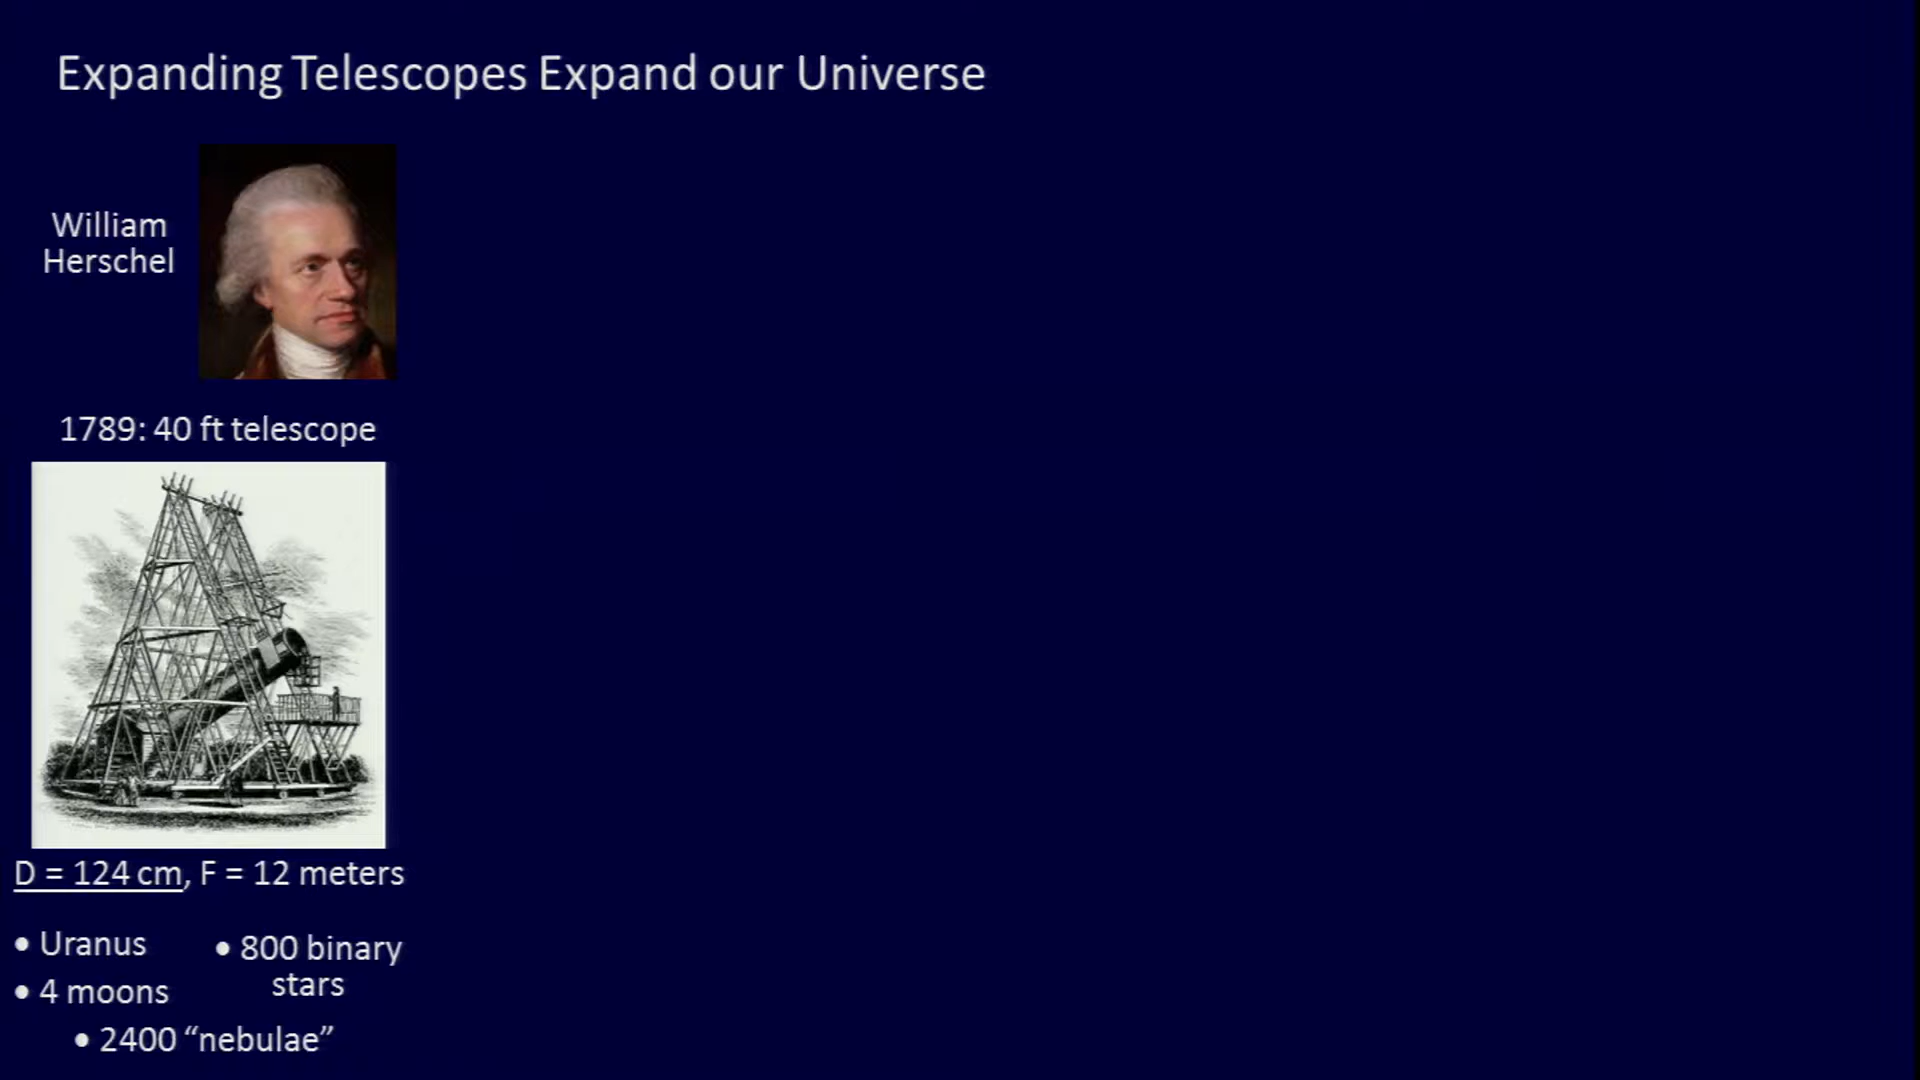 Expanding Telescopes Expand our Universe
William
Herschel
1789: 40 ft telescope
D = 124 cm, F = 12 meters
• Uranus
• 800 binary
stars
• 4 moons
• 2400 “nebulae”